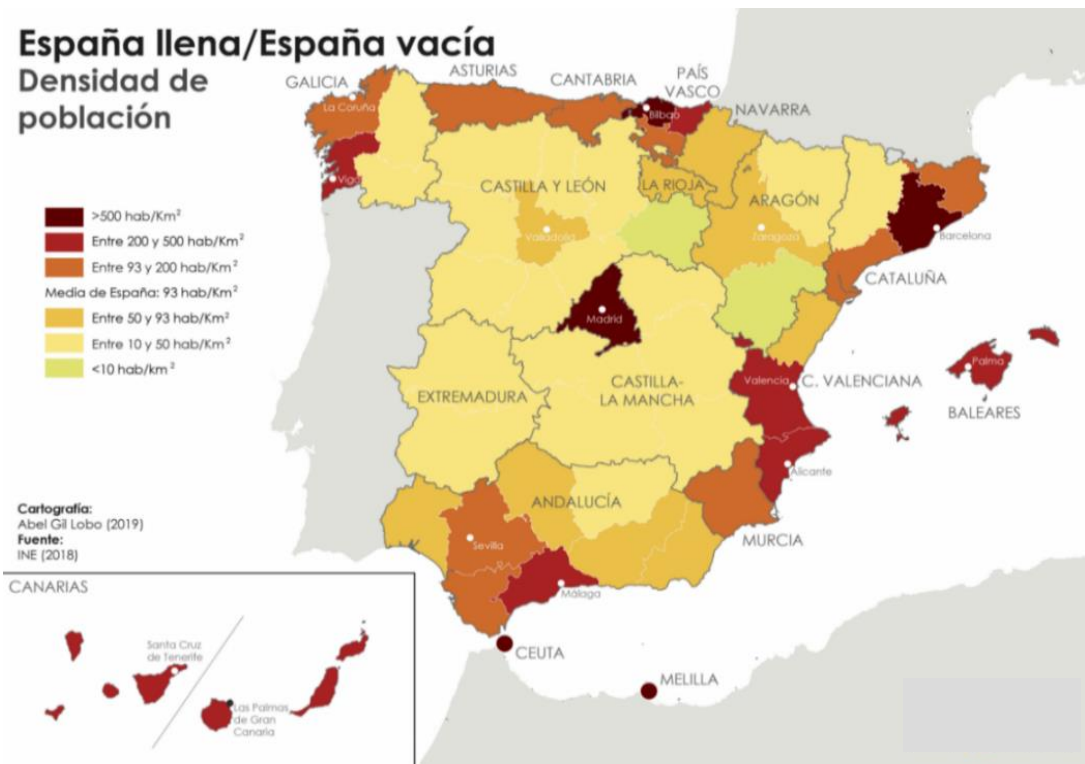 España llena/España vacía
Densidad de
población
>500 hab/Km²
Entre 200 y 500 hab/Km²
Entre 93 y 200 hab/Km²
Media de España: 93 hab/Km²
Entre 50 y 93 hab/Km²
Entre 10 y 50 hab/Km²
<10 hab/km²
GALICIA
ASTURIAS
CANTABRIA
PAÍS
VASCO
NAVARRA
La Coruña
Bilbao
Vigo
CASTILLA Y LEÓN
LA RIOJA
ARAGÓN
Valladolid
Zaragoza
Barcelona
CATALUÑA
Madrid
EXTREMADURA
CASTILLA-
LA MANCHA
Valencia
C. VALENCIANA
Palma
BALEARES
Alicante
ANDALUCÍA
MURCIA
Sevilla
Málaga
CEUTA
MELILLA
Cartografía:
Abel Gil Lobo (2019)
Fuente:
INE (2018)
CANARIAS
Santa Cruz
de Tenerife
Las Palmas
de Gran
Canaria